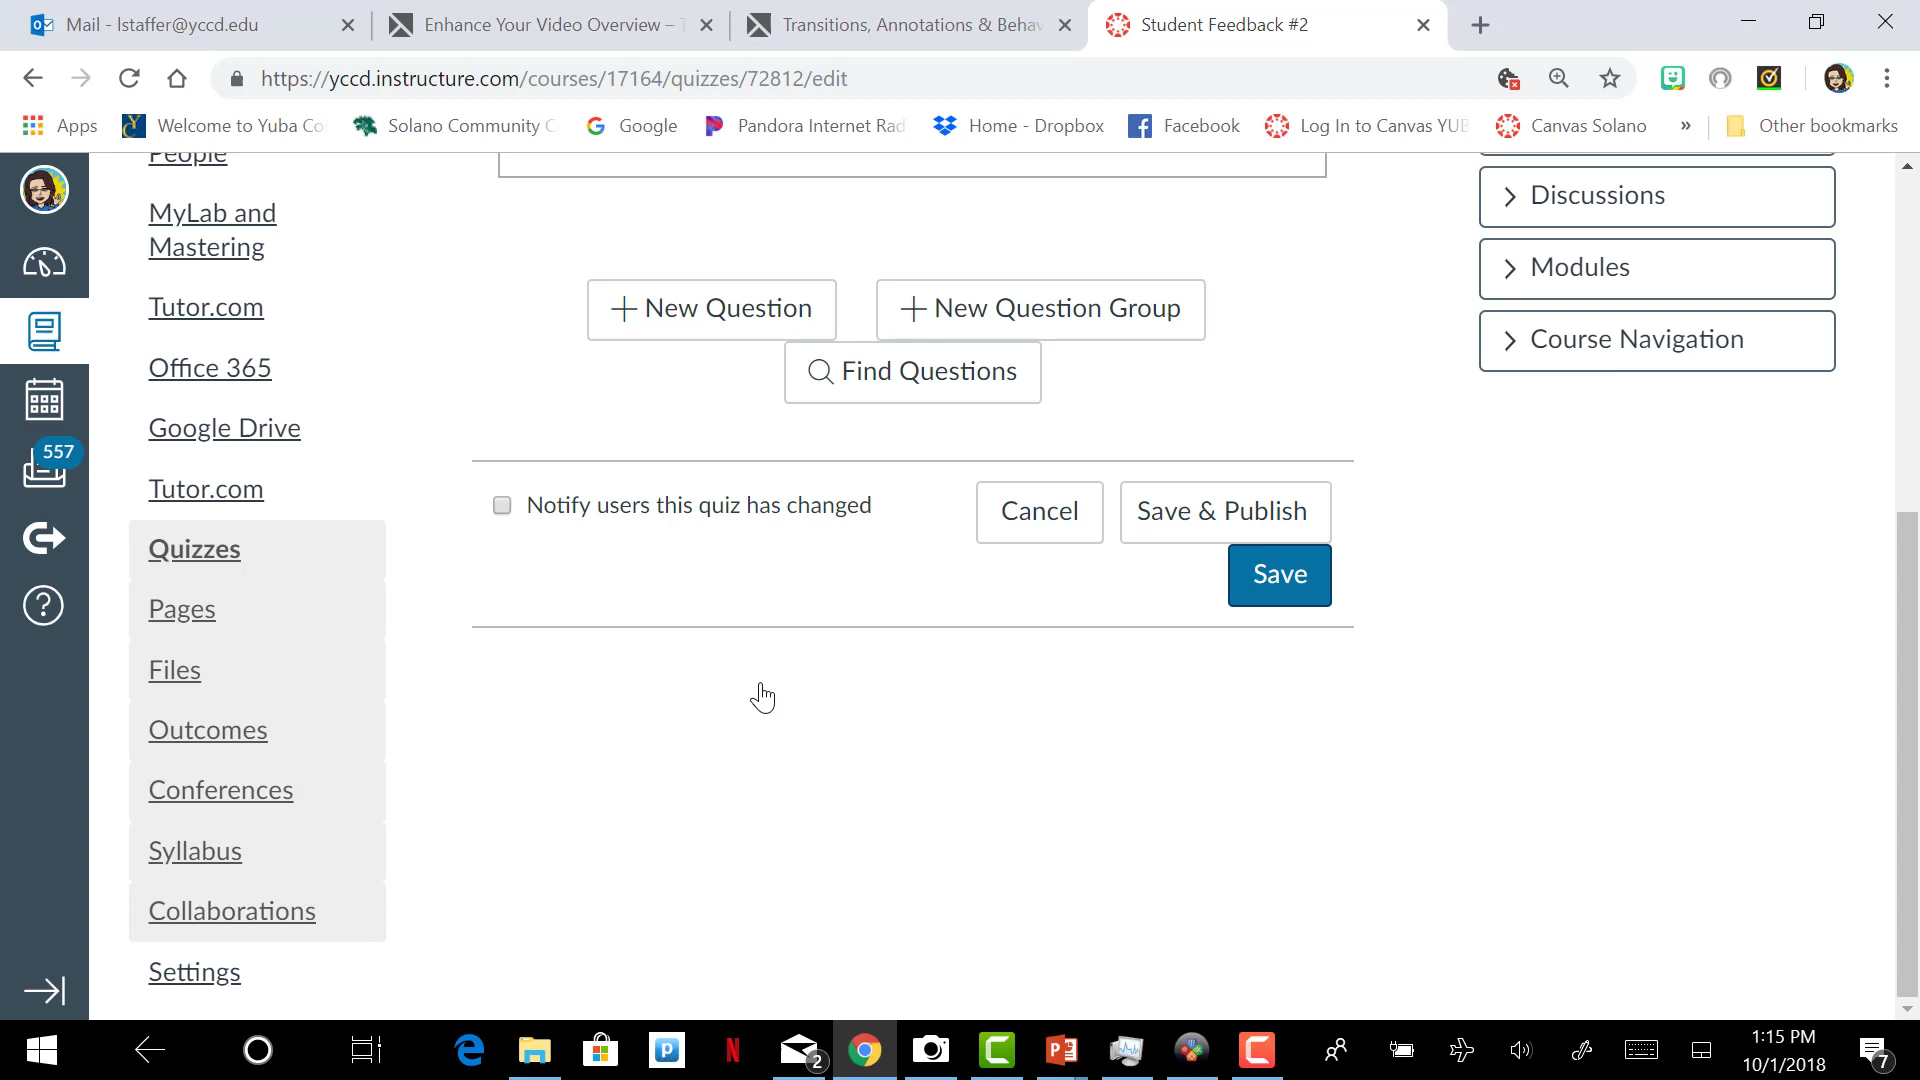 Mail - lstaffer@yccd.edu
Enhance Your Video Overview –
Transitions, Annotations & Behav
Student Feedback #2
https://yccd.instructure.com/courses/17164/quizzes/72812/edit
Apps
Welcome to Yuba Co
Solano Community C
Google
Pandora Internet Rad
Home - Dropbox
Facebook
Log In to Canvas YUB
Canvas Solano
»
Other bookmarks
People
MyLab and
Mastering
Tutor.com
Office 365
Google Drive
Tutor.com
Quizzes
Pages
Files
Outcomes
Conferences
Syllabus
Collaborations
Settings
557
New Question
New Question Group
Find Questions
Notify users this quiz has changed
Cancel
Save & Publish
Save
Discussions
Modules
Course Navigation
2
1:15 PM
10/1/2018
7